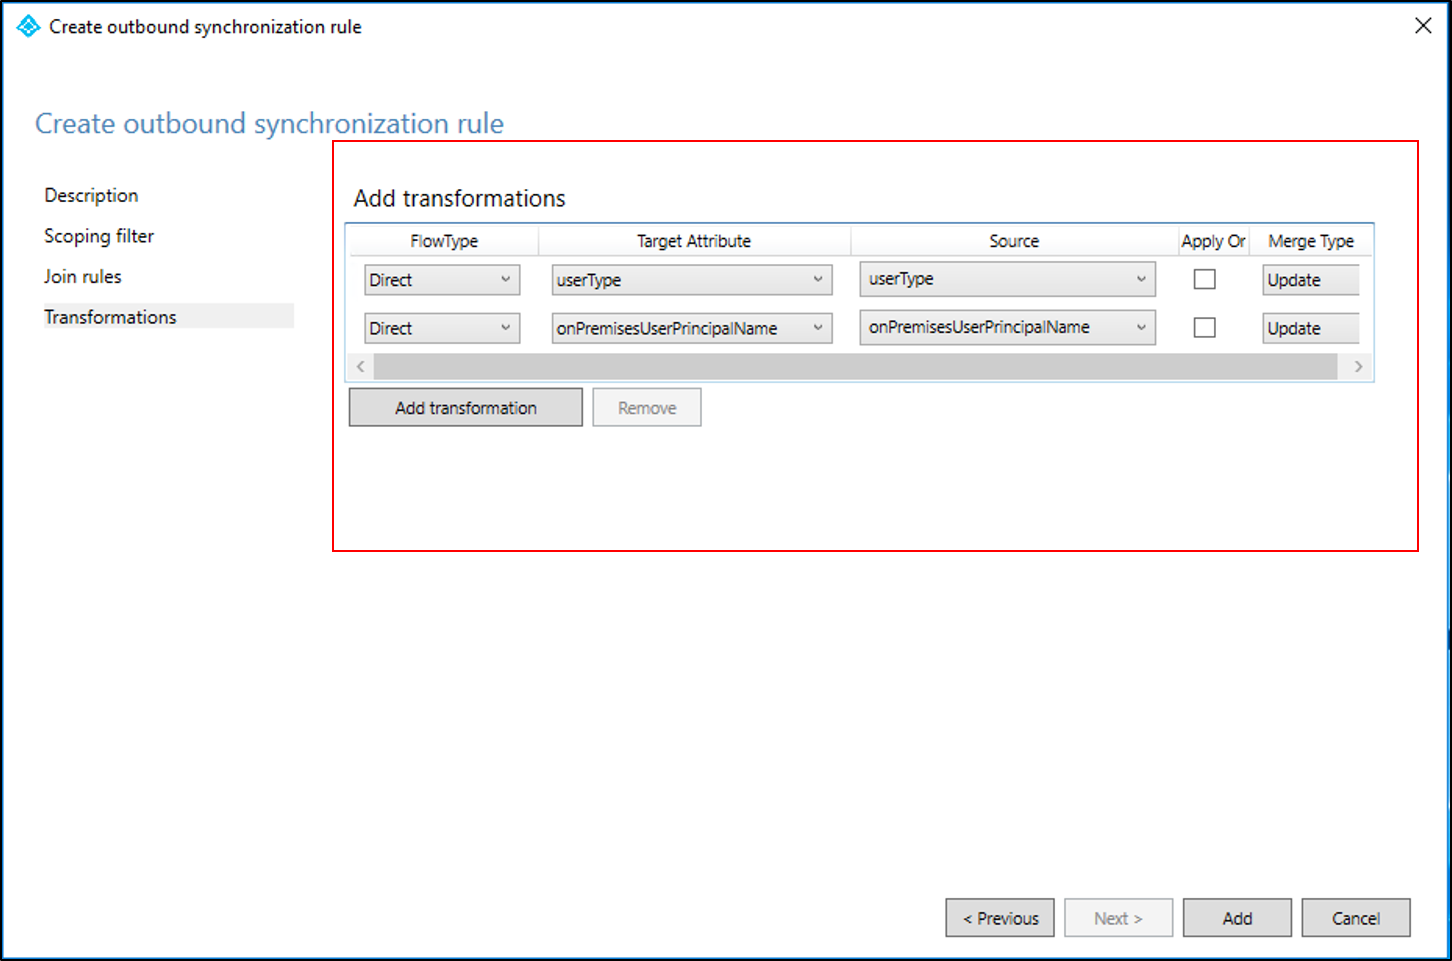 Create outbound synchronization rule
Create outbound synchronization rule
Description
Scoping filter
Join rules
Transformations
Add transformations
FlowType Target Attribute Source Apply Or Merge Type
Direct userType userType Update
Direct onPremisesUserPrincipalName onPremisesUserPrincipalName Update
Add transformation Remove
< Previous Next > Add Cancel